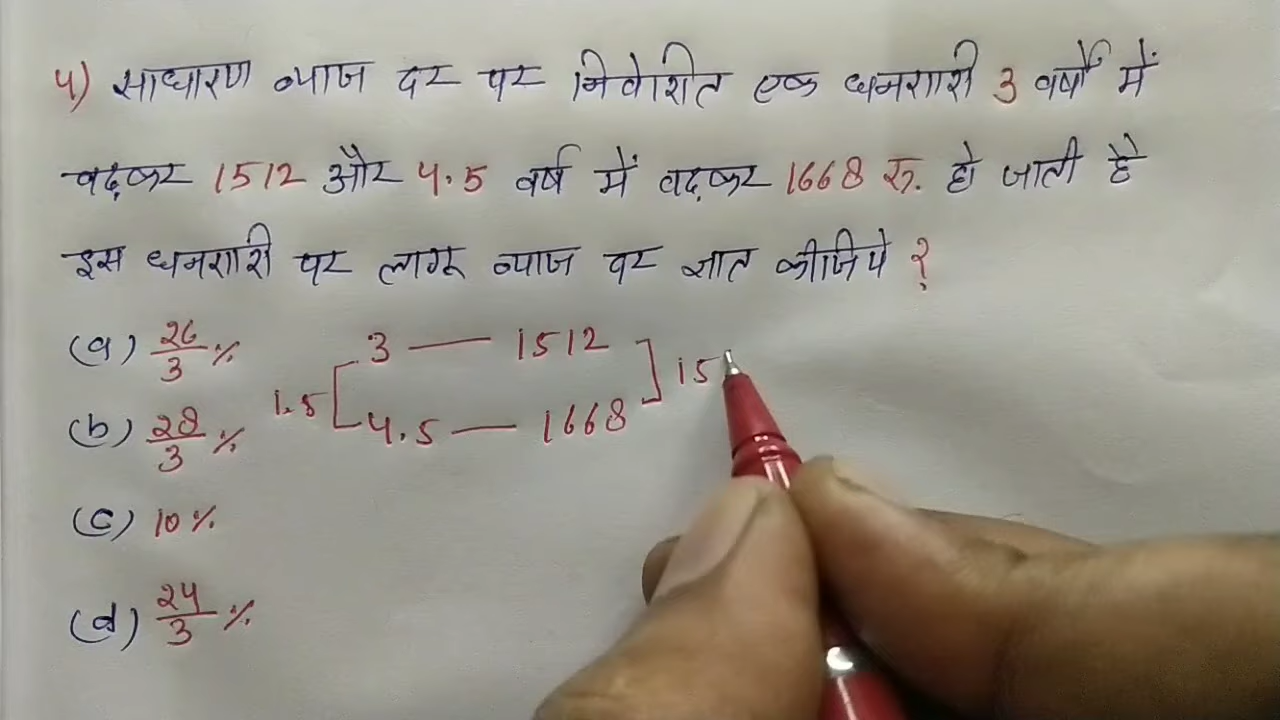 4) साधारण ब्याज दर पर निवेशित एक धनराशी 3 वर्षों में
बढ़कर 1512 और 4.5 वर्ष में बढ़कर 1668 रु. हो जाती है
इस धनराशी पर लागू ब्याज दर ज्ञात कीजिये ?
(a) 26/3 %
3 — 1512
15
1.5
(b) 28/3 %
4.5 — 1668
(c) 10 %
(d) 24/3 %